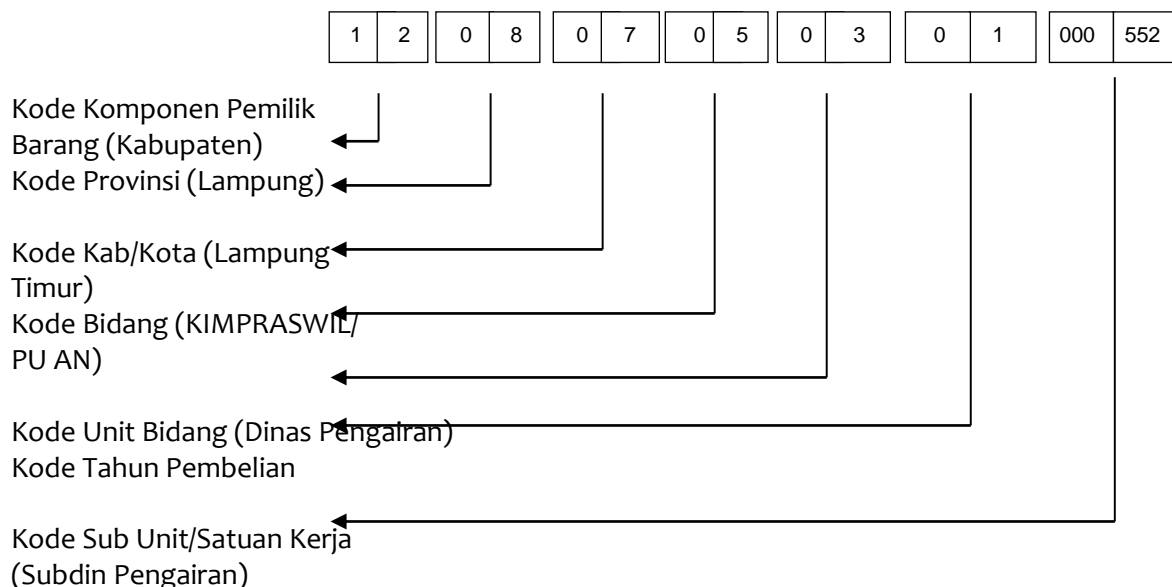 1 2 0 8 0 7 0 5 0 3 0 1 000 552
Kode Komponen Pemilik
Barang (Kabupaten)
Kode Provinsi (Lampung)
Kode Kab/Kota (Lampung
Timur)
Kode Bidang (KIMPRASWIL/
PU AN)
Kode Unit Bidang (Dinas Pengairan)
Kode Tahun Pembelian
Kode Sub Unit/Satuan Kerja
(Subdin Pengairan)